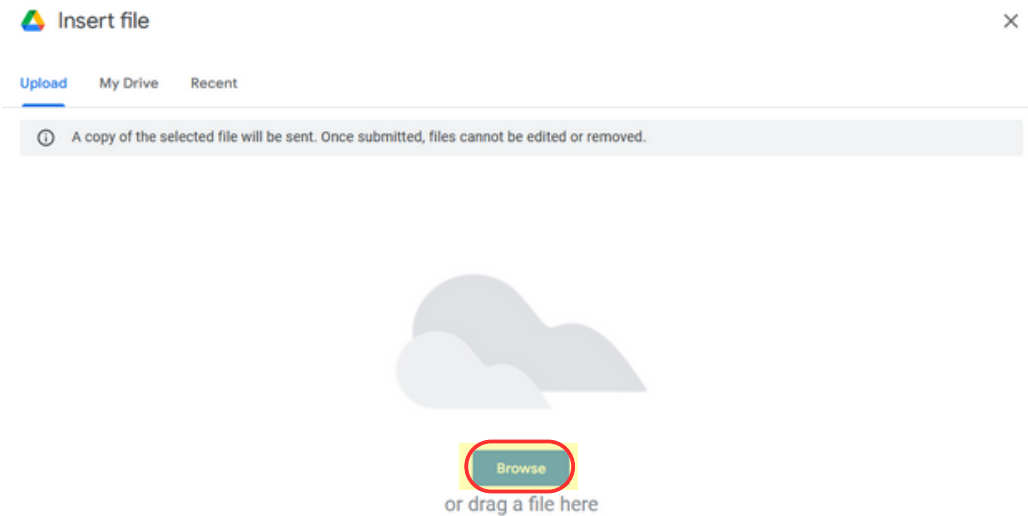 Insert file
Upload My Drive Recent
A copy of the selected file will be sent. Once submitted, files cannot be edited or removed.
Browse
or drag a file here